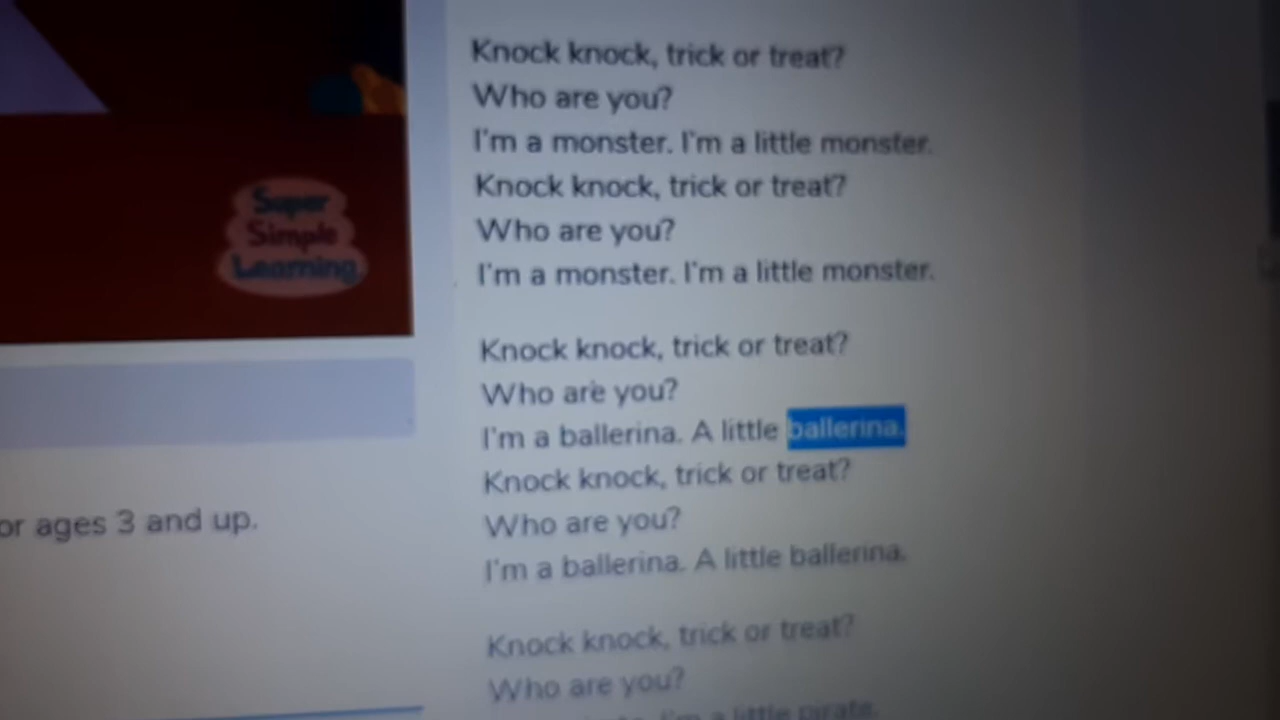 Knock knock, trick or treat?
Who are you?
I'm a monster. I'm a little monster.
Knock knock, trick or treat?
Who are you?
I'm a monster. I'm a little monster.
Knock knock, trick or treat?
Who are you?
I'm a ballerina. A little ballerina.
Knock knock, trick or treat?
Who are you?
I'm a ballerina. A little ballerina.
Knock knock, trick or treat?
Who are you?
I'm a little pirate.
Super
Simple
Learning
or ages 3 and up.